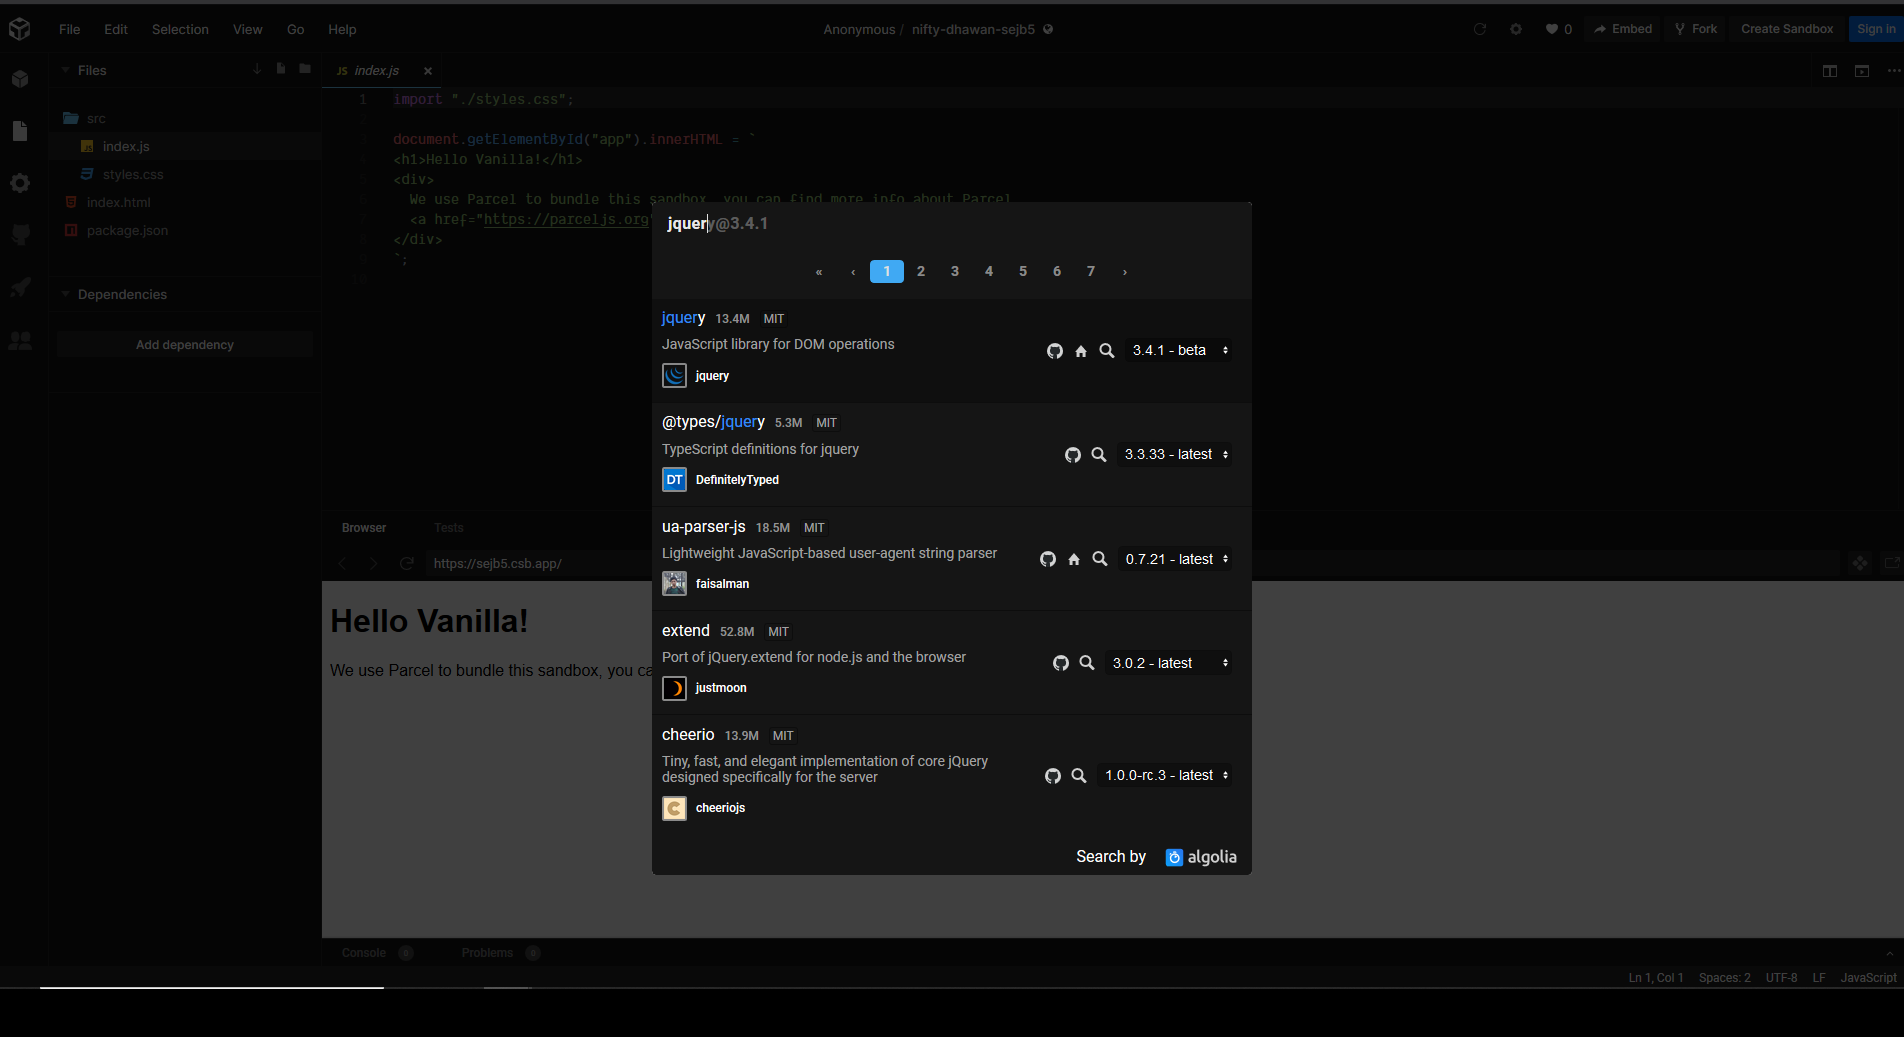 File Edit Selection View Go Help
Anonymous / nifty-dhawan-sejb5
0 Embed Fork Create Sandbox Sign in
Files
src
index.js
styles.css
index.html
package.json
Dependencies
Add dependency
JS index.js
1 import "./styles.css";
document.getElementById("app").innerHTML = `
<h1>Hello Vanilla!</h1>
<div>
We use Parcel to bundle this sandbox, you can find more info about Parcel
<a href="https://parceljs.org"
</div>
`;
jquery@3.4.1
« ‹ 1 2 3 4 5 6 7 ›
jquery 13.4M MIT
JavaScript library for DOM operations
3.4.1 - beta
jquery
@types/jquery 5.3M MIT
TypeScript definitions for jquery
3.3.33 - latest
DT DefinitelyTyped
ua-parser-js 18.5M MIT
Lightweight JavaScript-based user-agent string parser
0.7.21 - latest
faisalman
extend 52.8M MIT
Port of jQuery.extend for node.js and the browser
3.0.2 - latest
justmoon
cheerio 13.9M MIT
Tiny, fast, and elegant implementation of core jQuery
designed specifically for the server
1.0.0-rc.3 - latest
C cheeriojs
Search by algolia
Browser Tests
https://sejb5.csb.app/
Hello Vanilla!
We use Parcel to bundle this sandbox, you ca
Console 0 Problems 0
Ln 1, Col 1 Spaces: 2 UTF-8 LF JavaScript